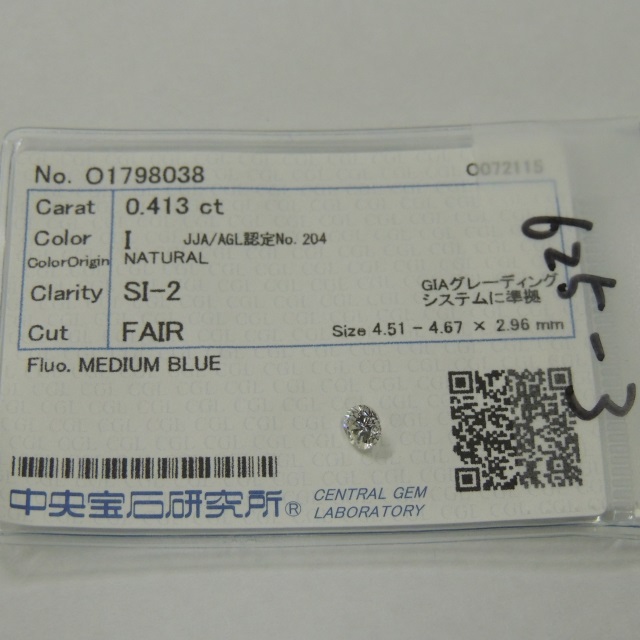 No. O1798038 O072115
Carat 0.413 ct
Color I JJA/AGL認定No. 204
ColorOrigin NATURAL
Clarity SI-2 GIAグレーディング
システムに準拠
Cut FAIR Size 4.51 - 4.67 × 2.96 mm
Fluo. MEDIUM BLUE
中央宝石研究所® CENTRAL GEM
LABORATORY
625-3